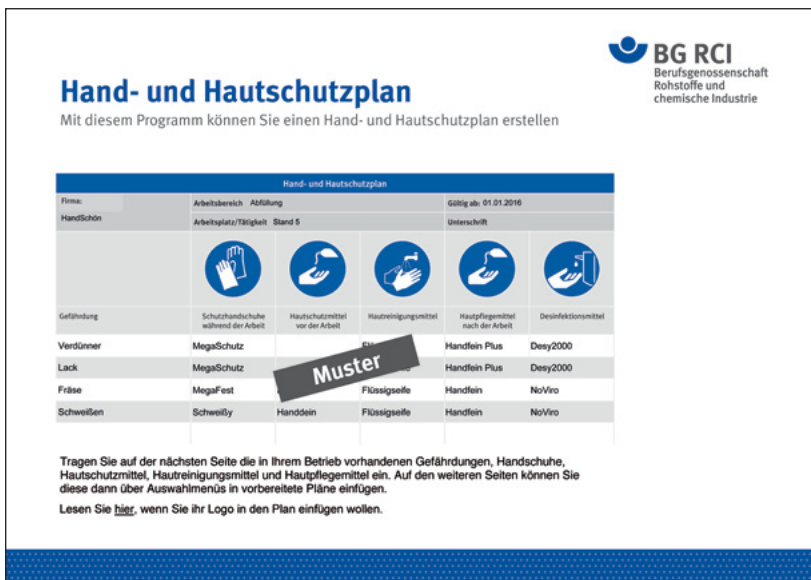 BG RCI
Berufsgenossenschaft
Rohstoffe und
chemische Industrie
Hand- und Hautschutzplan
Mit diesem Programm können Sie einen Hand- und Hautschutzplan erstellen
Hand- und Hautschutzplan
Firma: Arbeitsbereich Abfüllung Gültig ab: 01.01.2016
HandSchön Arbeitsplatz/Tätigkeit Stand 5 Unterschrift
Gefährdung Schutzhandschuhe Hautschutzmittel Hautreinigungsmittel Hautpflegemittel Desinfektionsmittel
während der Arbeit vor der Arbeit nach der Arbeit
Verdünner MegaSchutz Handfein Plus Desy2000
Lack MegaSchutz Handfein Plus Desy2000
Muster
Fräse MegaFest Flüssigseife Handfein NoViro
Schweißen Schweißy Handdein Flüssigseife Handfein NoViro
Tragen Sie auf der nächsten Seite die in Ihrem Betrieb vorhandenen Gefährdungen, Handschuhe,
Hautschutzmittel, Hautreinigungsmittel und Hautpflegemittel ein. Auf den weiteren Seiten können Sie
diese dann über Auswahlmenüs in vorbereitete Pläne einfügen.
Lesen Sie hier, wenn Sie ihr Logo in den Plan einfügen wollen.